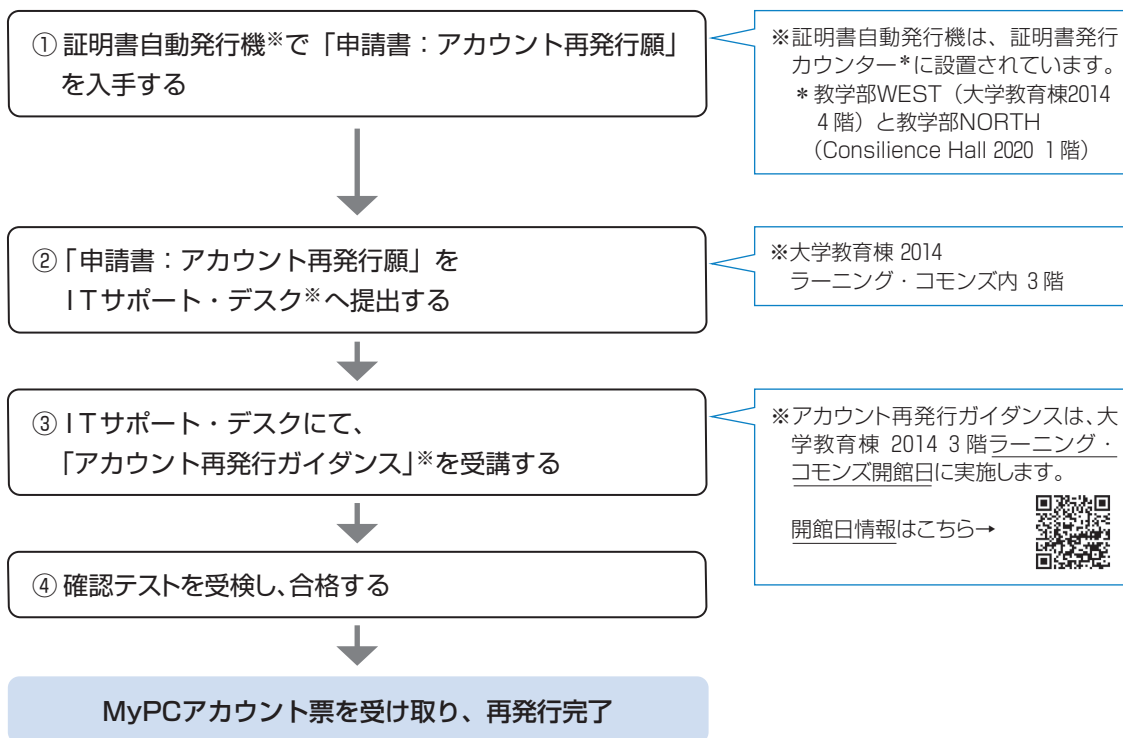 ① 証明書自動発行機※で「申請書：アカウント再発行願」
を入手する
※証明書自動発行機は、証明書発行
カウンター＊に設置されています。
＊教学部WEST（大学教育棟2014
4階）と教学部NORTH
（Consilience Hall 2020 1階）
②「申請書：アカウント再発行願」を
ITサポート・デスク※へ提出する
※大学教育棟 2014
ラーニング・コモンズ内 3階
③ITサポート・デスクにて、
「アカウント再発行ガイダンス」※を受講する
※アカウント再発行ガイダンスは、大
学教育棟 2014 3階ラーニング・
コモンズ開館日に実施します。
開館日情報はこちら→
④ 確認テストを受検し、合格する
MyPCアカウント票を受け取り、再発行完了